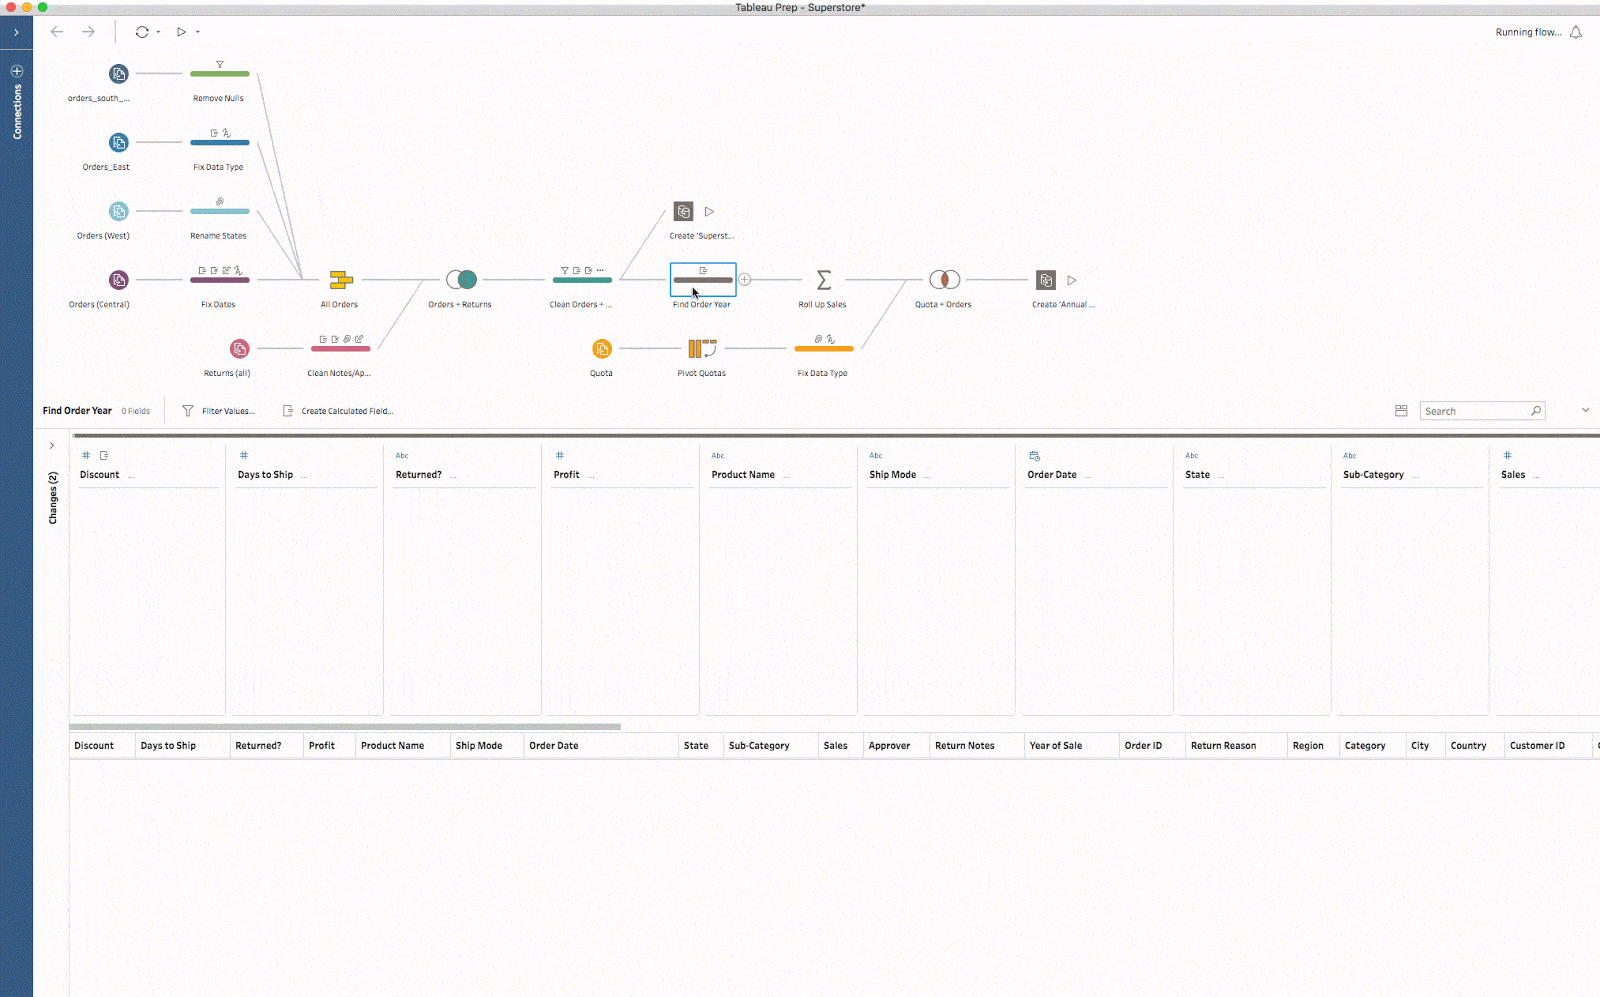 Tableau Prep - Superstore*
Running flow...
Connections
orders_south_...
Remove Nulls
Orders_East
Fix Data Type
Orders (West)
Rename States
Create 'Superst...
Orders (Central)
Fix Dates
All Orders
Orders + Returns
Clean Orders + ...
Find Order Year
Roll Up Sales
Quota + Orders
Create 'Annual ...
Returns (all)
Clean Notes/Ap...
Quota
Pivot Quotas
Fix Data Type
Find Order Year 0 Fields Filter Values... Create Calculated Field... Search
Changes (2)
# # Abc # Abc Abc Abc Abc #
Discount ... Days to Ship ... Returned? ... Profit ... Product Name ... Ship Mode ... Order Date ... State ... Sub-Category ... Sales ...
Discount Days to Ship Returned? Profit Product Name Ship Mode Order Date State Sub-Category Sales Approver Return Notes Year of Sale Order ID Return Reason Region Category City Country Customer ID